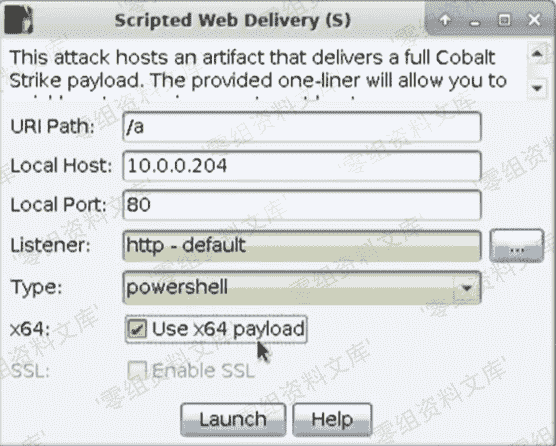 Scripted Web Delivery (S)
This attack hosts an artifact that delivers a full Cobalt
Strike payload. The provided one-liner will allow you to
URI Path: /a
Local Host: 10.0.0.204
Local Port: 80
Listener: http - default ...
Type: powershell
x64: Use x64 payload
SSL: Enable SSL
Launch Help
'零组资料文库'